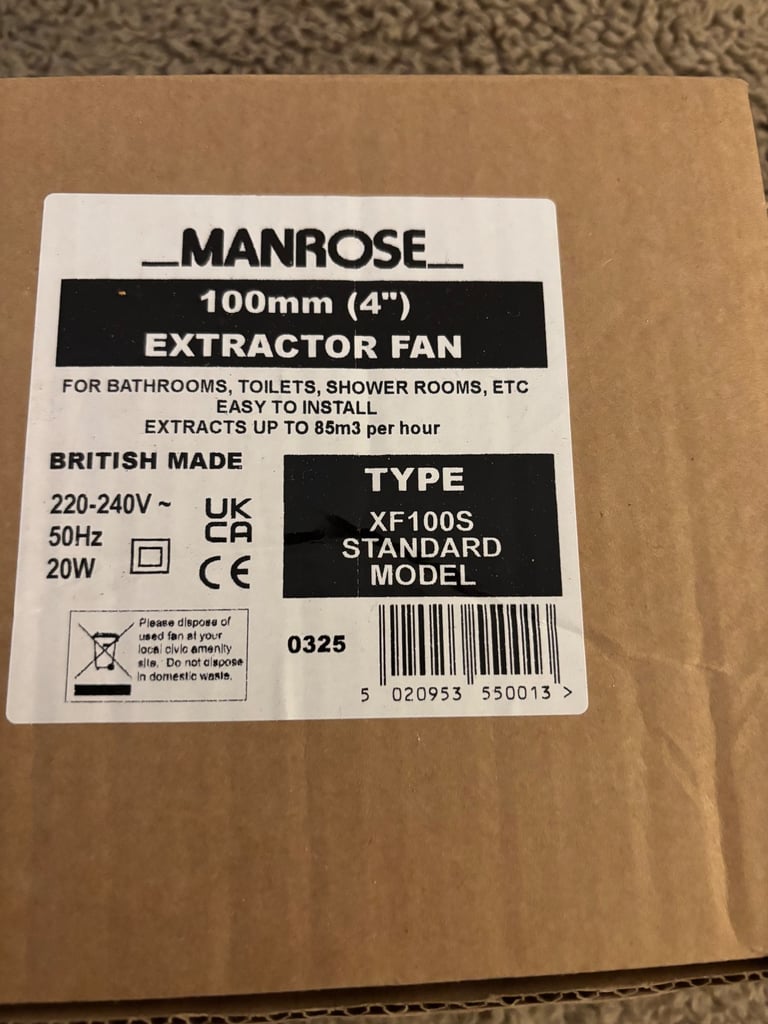 MANROSE
100mm (4")
EXTRACTOR FAN
FOR BATHROOMS, TOILETS, SHOWER ROOMS, ETC
EASY TO INSTALL
EXTRACTS UP TO 85m3 per hour
BRITISH MADE
220-240V ~
50Hz
20W
UK
CA
CE
TYPE
XF100S
STANDARD
MODEL
Please dispose of
used fan at your
local civic amenity
site. Do not dispose
in domestic waste.
0325
5 020953 550013 >